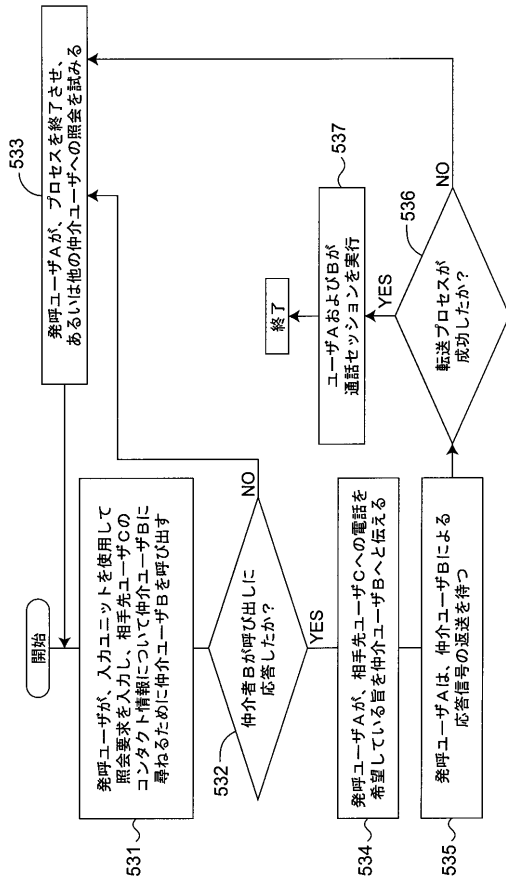 開始
発呼ユーザが、入力ユニットを使用して
照会要求を入力し、相手先ユーザCの
コンタクト情報について仲介ユーザBに
尋ねるために仲介ユーザBを呼び出す
531
仲介者Bが呼び出しに
応答したか?
532
NO
YES
発呼ユーザAが、プロセスを終了させ、
あるいは他の仲介ユーザへの照会を試みる
533
発呼ユーザAが、相手先ユーザCへの電話を
希望している旨を仲介ユーザBへと伝える
534
発呼ユーザAは、仲介ユーザBによる
応答信号の返送を待つ
535
転送プロセスが
成功したか?
536
NO
YES
ユーザAおよびBが
通話セッションを実行
537
終了